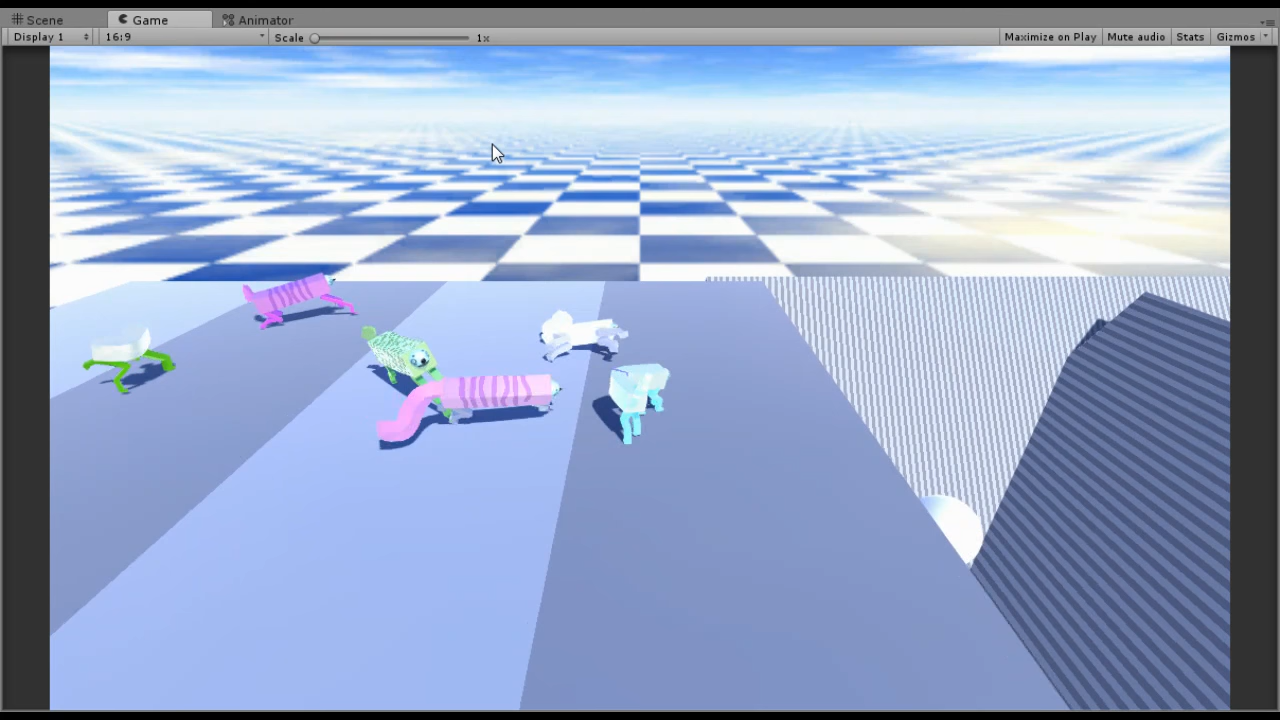 Scene Game Animator
Display 1 16:9 Scale 1x Maximize on Play Mute audio Stats Gizmos